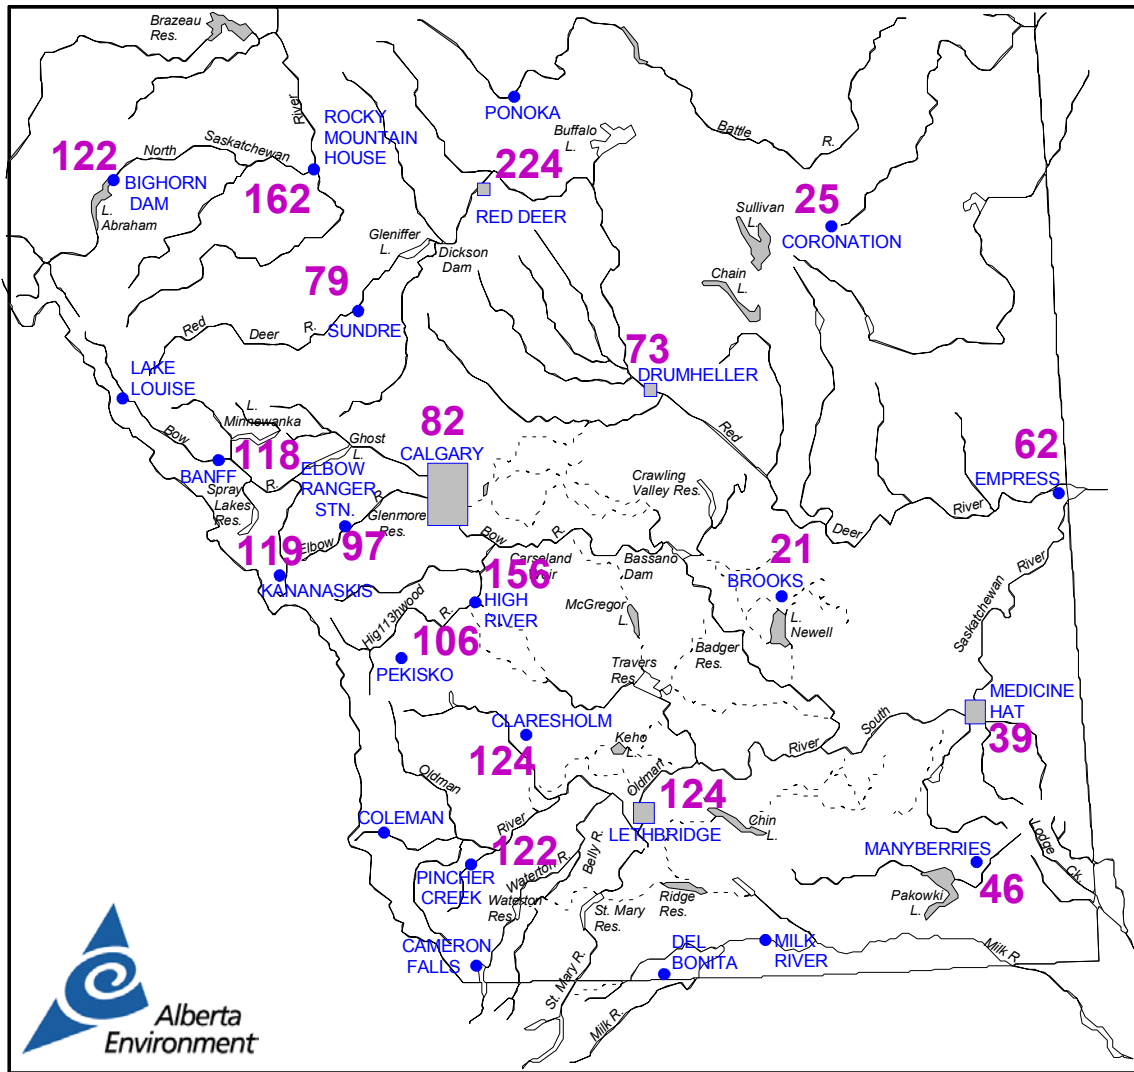 Brazeau
Res.
River
ROCKY
MOUNTAIN
HOUSE
PONOKA
Buffalo
L.
Battle
R.
122
North
Saskatchewan
BIGHORN
DAM
L.
Abraham
162
224
RED DEER
25
Sullivan
L.
CORONATION
Gleniffer
L.
Dickson
Dam
Chain
L.
79
SUNDRE
Red
Deer
R.
73
DRUMHELLER
LAKE
LOUISE
L.
Minnewanka
Bow
BANFF
118
Ghost
L.
82
CALGARY
Red
62
EMPRESS
Spray
Lakes
Res.
R.
ELBOW
RANGER
STN.
R.
Glenmore
Res.
Crawling
Valley Res.
River
Deer
Elbow
97
Bow
R.
Carseland
Weir
Bassano
Dam
21
BROOKS
River
119
KANANASKIS
156
HIGH
RIVER
McGregor
L.
L.
Newell
Saskatchewan
Hig113hwood
R.
106
PEKISKO
Badger
Res.
Travers
Res.
MEDICINE
HAT
39
CLARESHOLM
124
Keho
L.
River
South
Oldman
Oldman
124
LETHBRIDGE
Chin
L.
COLEMAN
River
122
PINCHER
CREEK
Waterton R.
Belly R.
Waterton
Res.
MANYBERRIES
46
Lodge
Ck.
Pakowki
L.
St. Mary
Res.
Ridge
Res.
CAMERON
FALLS
St. Mary R.
DEL
BONITA
MILK
RIVER
Milk R.
Milk R.
Alberta
Environment